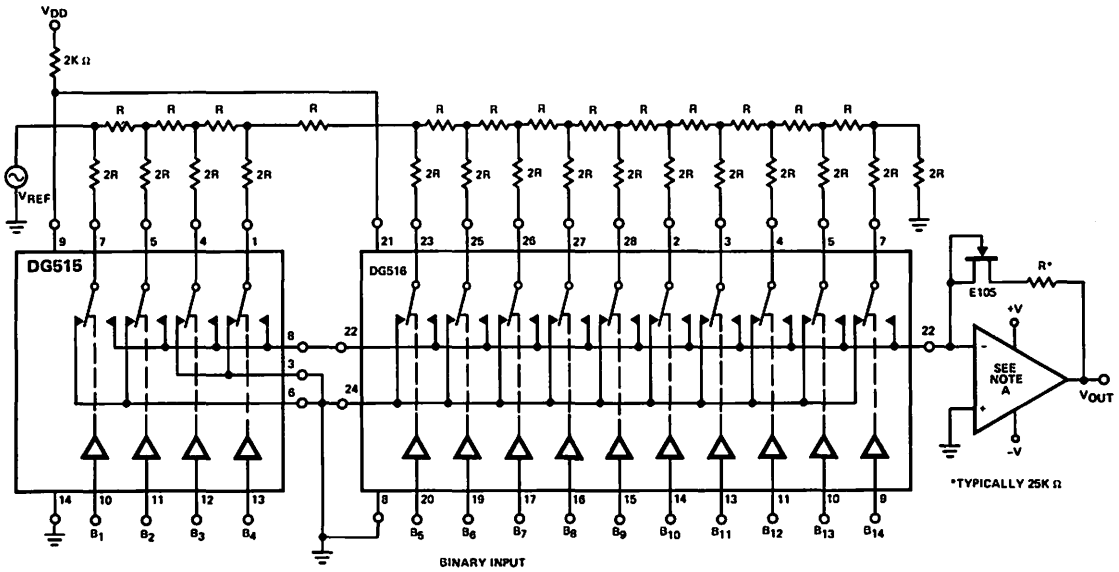 VDD
2K Ω
R R R R R R R R R R R R R
2R 2R 2R 2R 2R 2R 2R 2R 2R 2R 2R 2R 2R 2R 2R
VREF
9 7 5 4 1 21 23 25 26 27 28 2 3 4 5 7
DG515 DG516
E105
R*
8 22 22
3
6 24
+V
−
SEE
NOTE
A
+
−V
VOUT
*TYPICALLY 25K Ω
14 10 11 12 13 8 20 19 17 16 15 14 13 11 10 9
B1 B2 B3 B4 B5 B6 B7 B8 B9 B10 B11 B12 B13 B14
BINARY INPUT